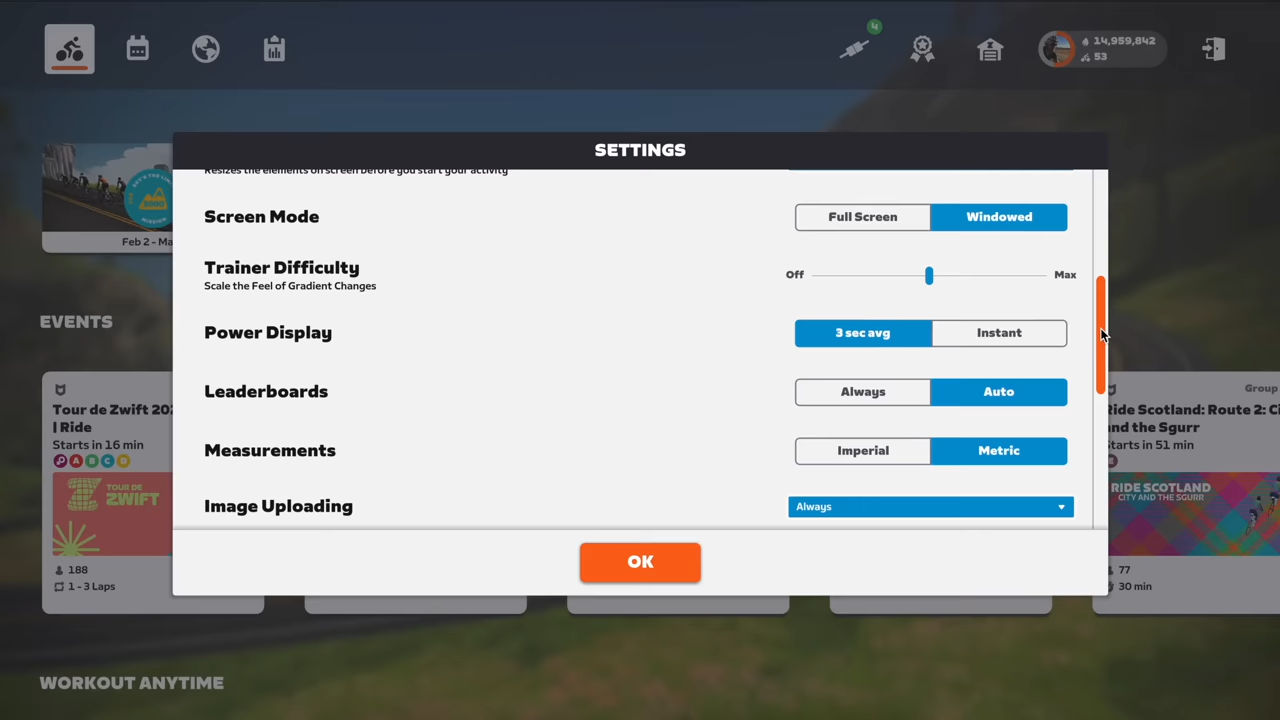 4
14,959,842
53
SETTINGS
Resizes the elements on screen before you start your activity
Screen Mode
Full Screen
Windowed
Trainer Difficulty
Scale the Feel of Gradient Changes
Off
Max
Power Display
3 sec avg
Instant
Leaderboards
Always
Auto
Measurements
Imperial
Metric
Image Uploading
Always
OK
Feb 2 - Ma
EVENTS
Tour de Zwift 202
| Ride
Starts in 16 min
A B C D
TOUR DE
ZWIFT
188
1 - 3 Laps
Group
Ride Scotland: Route 2: Ci
and the Sgurr
Starts in 51 min
E
RIDE SCOTLAND
CITY AND THE SGURR
77
30 min
WORKOUT ANYTIME